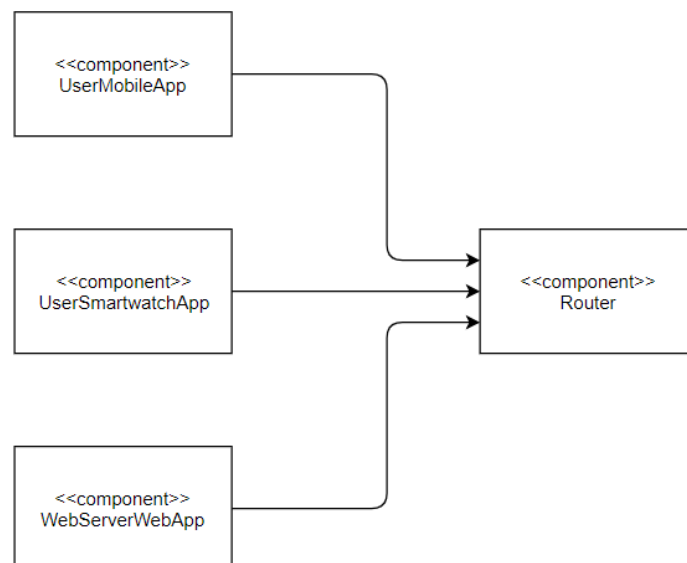 <<component>>
UserMobileApp
<<component>>
UserSmartwatchApp
<<component>>
Router
<<component>>
WebServerWebApp